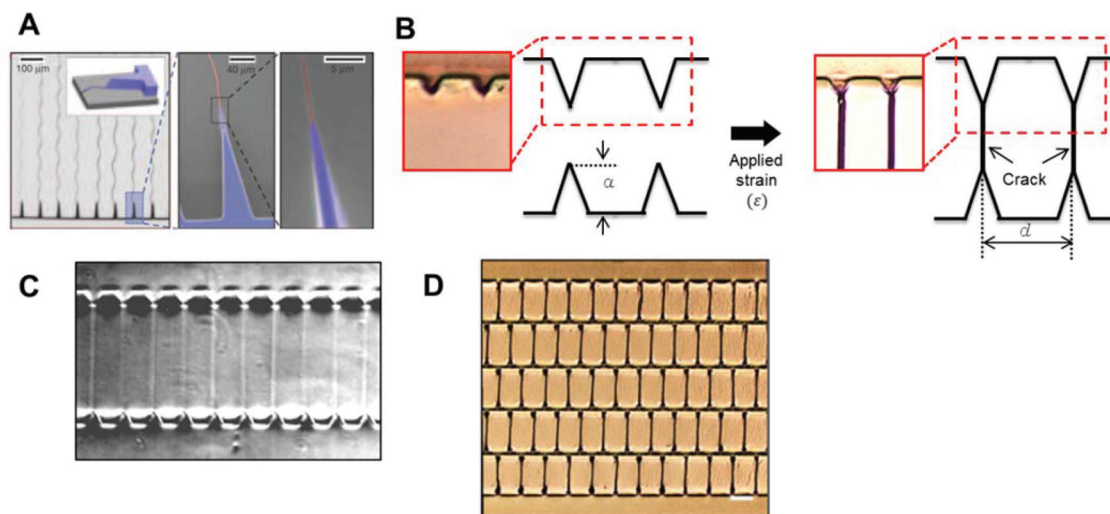 A
100 μm
40 μm
5 μm
B
a
Applied
strain
(ε)
Crack
d
C
D